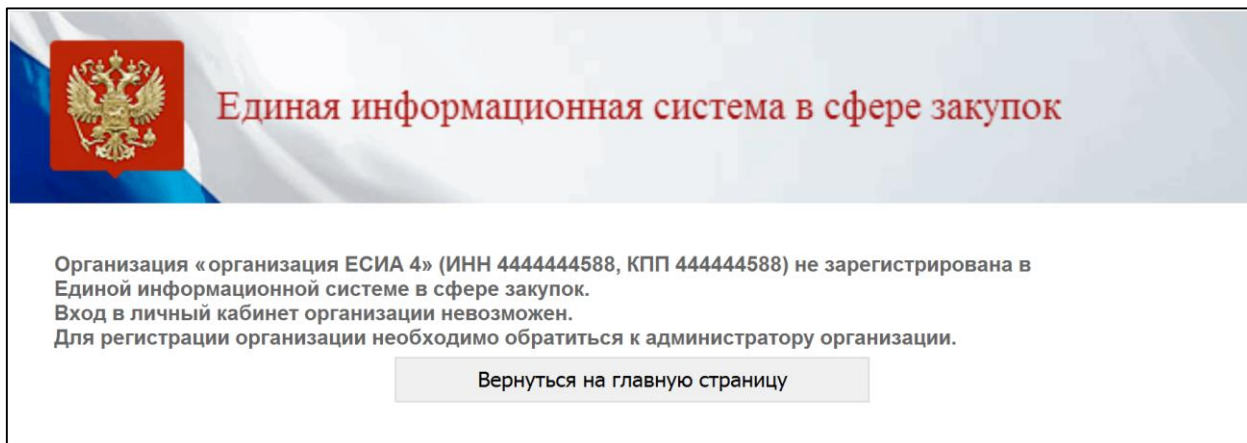 Единая информационная система в сфере закупок
Организация «организация ЕСИА 4» (ИНН 4444444588, КПП 444444588) не зарегистрирована в
Единой информационной системе в сфере закупок.
Вход в личный кабинет организации невозможен.
Для регистрации организации необходимо обратиться к администратору организации.
Вернуться на главную страницу